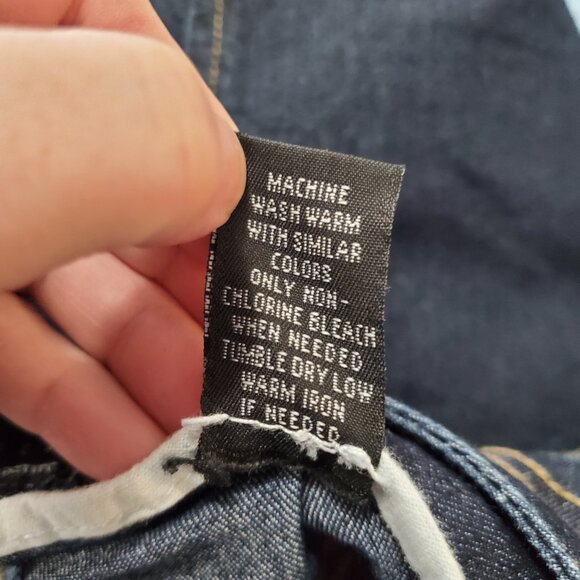 MACHINE
WASH WARM
WITH SIMILAR
COLORS
ONLY NON-
CHLORINE BLEACH
WHEN NEEDED
TUMBLE DRY LOW
WARM IRON
IF NEEDED